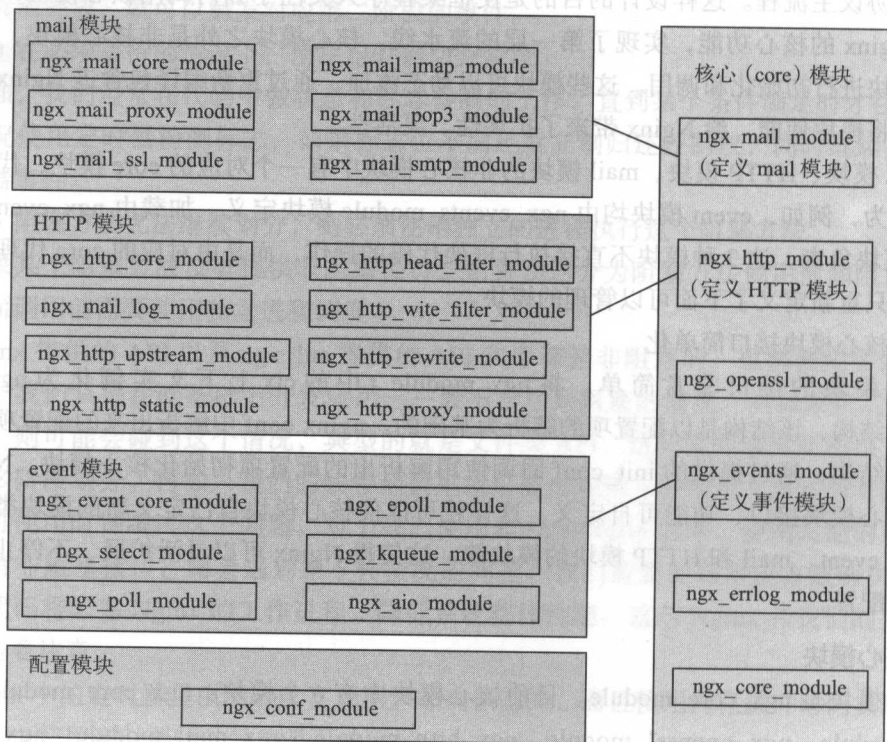 mail 模块
ngx_mail_core_module
ngx_mail_imap_module
ngx_mail_proxy_module
ngx_mail_pop3_module
ngx_mail_ssl_module
ngx_mail_smtp_module
HTTP 模块
ngx_http_core_module
ngx_http_head_filter_module
ngx_mail_log_module
ngx_http_wite_filter_module
ngx_http_upstream_module
ngx_http_rewrite_module
ngx_http_static_module
ngx_http_proxy_module
event 模块
ngx_event_core_module
ngx_epoll_module
ngx_select_module
ngx_kqueue_module
ngx_poll_module
ngx_aio_module
配置模块
ngx_conf_module
核心（core）模块
ngx_mail_module
（定义 mail 模块）
ngx_http_module
（定义 HTTP 模块）
ngx_openssl_module
ngx_events_module
（定义事件模块）
ngx_errlog_module
ngx_core_module